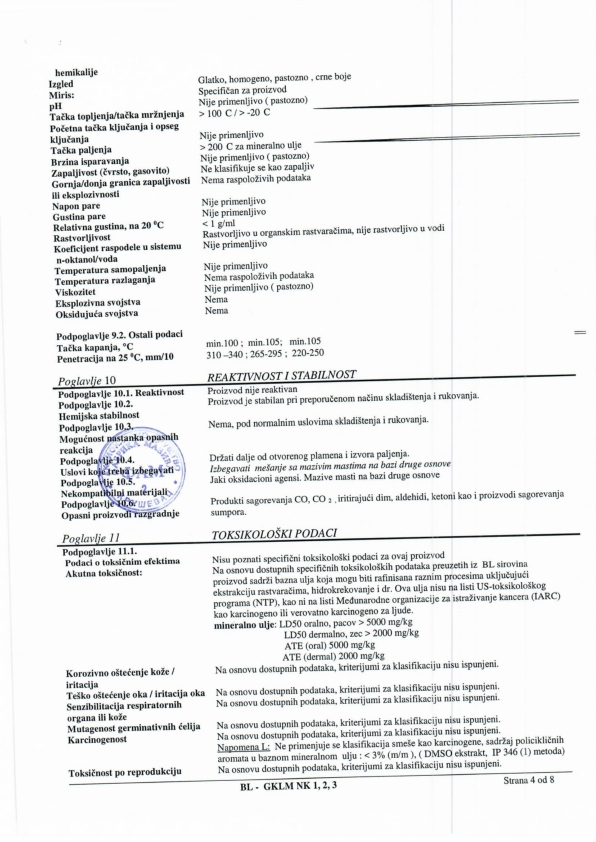 hemikalije
Izgled Glatko, homogeno, pastozno , crne boje
Miris: Specifičan za proizvod
pH Nije primenljivo ( pastozno)
Tačka topljenja/tačka mržnjenja > 100 C / > -20 C
Početna tačka ključanja i opseg
ključanja Nije primenljivo
Tačka paljenja > 200 C za mineralno ulje
Brzina isparavanja Nije primenljivo ( pastozno)
Zapaljivost (čvrsto, gasovito) Ne klasifikuje se kao zapaljiv
Gornja/donja granica zapaljivosti Nema raspoloživih podataka
ili eksplozivnosti
Napon pare Nije primenljivo
Gustina pare Nije primenljivo
Relativna gustina, na 20 °C < 1 g/ml
Rastvorljivost Rastvorljivo u organskim rastvaračima, nije rastvorljivo u vodi
Koeficijent raspodele u sistemu Nije primenljivo
n-oktanol/voda
Temperatura samopaljenja Nije primenljivo
Temperatura razlaganja Nema raspoloživih podataka
Viskozitet Nije primenljivo ( pastozno)
Eksplozivna svojstva Nema
Oksidujuća svojstva Nema
Podpoglavlje 9.2. Ostali podaci
Tačka kapanja, °C min.100 ; min.105; min.105
Penetracija na 25 °C, mm/10 310 –340 ; 265-295 ; 220-250
Poglavlje 10 REAKTIVNOST I STABILNOST
Podpoglavlje 10.1. Reaktivnost Proizvod nije reaktivan
Podpoglavlje 10.2. Proizvod je stabilan pri preporučenom načinu skladištenja i rukovanja.
Hemijska stabilnost
Podpoglavlje 10.3. Nema, pod normalnim uslovima skladištenja i rukovanja.
Mogućnost nastanka opasnih
reakcija
Podpoglavlje 10.4. Držati dalje od otvorenog plamena i izvora paljenja.
Uslovi koje treba izbegavati Izbegavati mešanje sa mazivim mastima na bazi druge osnove
Podpoglavlje 10.5. Jaki oksidacioni agensi. Mazive masti na bazi druge osnove
Nekompatibilni materijali
Podpoglavlje 10.6. Produkti sagorevanja CO, CO 2 , iritirajući dim, aldehidi, ketoni kao i proizvodi sagorevanja
Opasni proizvodi razgradnje sumpora.
Poglavlje 11 TOKSIKOLOŠKI PODACI
Podpoglavlje 11.1.
Podaci o toksičnim efektima Nisu poznati specifični toksikološki podaci za ovaj proizvod
Akutna toksičnost: Na osnovu dostupnih specifičnih toksikoloških podataka preuzetih iz BL sirovina
proizvod sadrži bazna ulja koja mogu biti rafinisana raznim procesima uključujući
ekstrakciju rastvaračima, hidrokrekovanje i dr. Ova ulja nisu na listi US-toksikološkog
programa (NTP), kao ni na listi Međunarodne organizacije za istraživanje kancera (IARC)
kao karcinogeno ili verovatno karcinogeno za ljude.
mineralno ulje: LD50 oralno, pacov > 5000 mg/kg
LD50 dermalno, zec > 2000 mg/kg
ATE (oral) 5000 mg/kg
ATE (dermal) 2000 mg/kg
Korozivno oštećenje kože / Na osnovu dostupnih podataka, kriterijumi za klasifikaciju nisu ispunjeni.
iritacija
Teško oštećenje oka / iritacija oka Na osnovu dostupnih podataka, kriterijumi za klasifikaciju nisu ispunjeni.
Senzibilitacija respiratornih Na osnovu dostupnih podataka, kriterijumi za klasifikaciju nisu ispunjeni.
organa ili kože
Mutagenost germinativnih ćelija Na osnovu dostupnih podataka, kriterijumi za klasifikaciju nisu ispunjeni.
Karcinogenost Na osnovu dostupnih podataka, kriterijumi za klasifikaciju nisu ispunjeni.
Napomena L: Ne primenjuje se klasifikacija smeše kao karcinogene, sadržaj policikličnih
aromata u baznom mineralnom ulju : < 3% (m/m ), ( DMSO ekstrakt, IP 346 (1) metoda)
Toksičnost po reprodukciju Na osnovu dostupnih podataka, kriterijumi za klasifikaciju nisu ispunjeni.
BL - GKLM NK 1, 2, 3 Strana 4 od 8